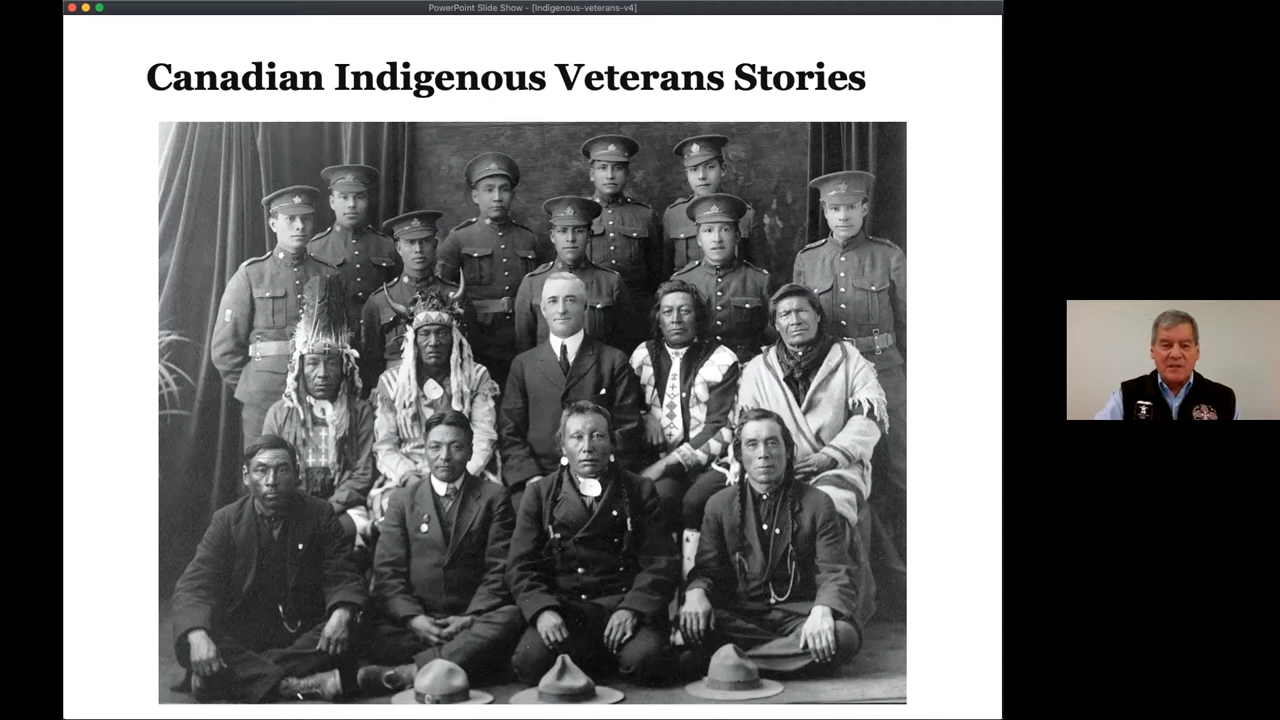 PowerPoint Slide Show - [Indigenous-veterans-v4]
Canadian Indigenous Veterans Stories